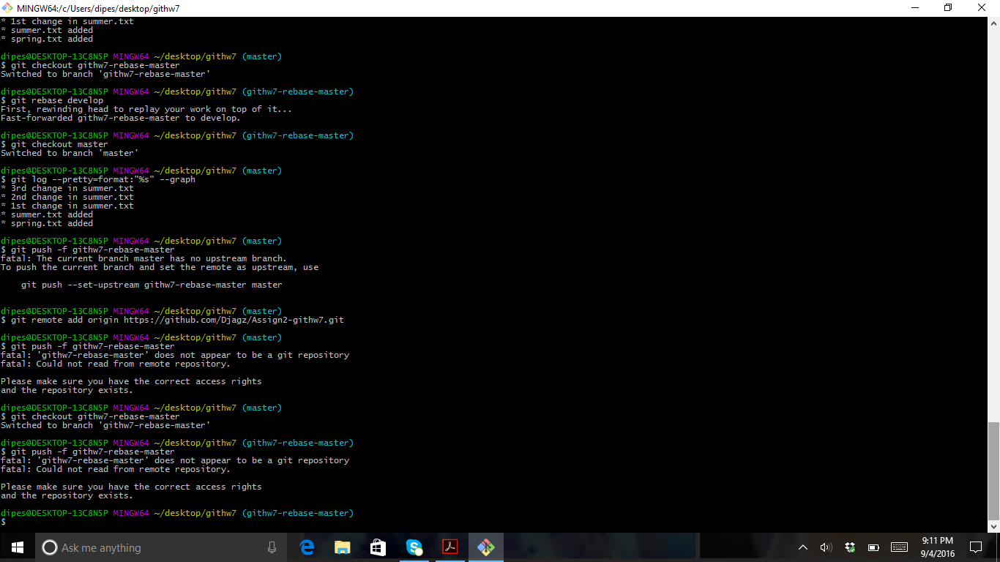 MINGW64:/c/Users/dipes/desktop/githw7
* 1st change in summer.txt
* summer.txt added
* spring.txt added
dipes@DESKTOP-13C8N5P MINGW64 ~/desktop/githw7 (master)
$ git checkout githw7-rebase-master
Switched to branch 'githw7-rebase-master'
dipes@DESKTOP-13C8N5P MINGW64 ~/desktop/githw7 (githw7-rebase-master)
$ git rebase develop
First, rewinding head to replay your work on top of it...
Fast-forwarded githw7-rebase-master to develop.
dipes@DESKTOP-13C8N5P MINGW64 ~/desktop/githw7 (githw7-rebase-master)
$ git checkout master
Switched to branch 'master'
dipes@DESKTOP-13C8N5P MINGW64 ~/desktop/githw7 (master)
$ git log --pretty=format:"%s" --graph
* 3rd change in summer.txt
* 2nd change in summer.txt
* 1st change in summer.txt
* summer.txt added
* spring.txt added
dipes@DESKTOP-13C8N5P MINGW64 ~/desktop/githw7 (master)
$ git push -f githw7-rebase-master
fatal: The current branch master has no upstream branch.
To push the current branch and set the remote as upstream, use
git push --set-upstream githw7-rebase-master master
dipes@DESKTOP-13C8N5P MINGW64 ~/desktop/githw7 (master)
$ git remote add origin https://github.com/Djagz/Assign2-githw7.git
dipes@DESKTOP-13C8N5P MINGW64 ~/desktop/githw7 (master)
$ git push -f githw7-rebase-master
fatal: 'githw7-rebase-master' does not appear to be a git repository
fatal: Could not read from remote repository.
Please make sure you have the correct access rights
and the repository exists.
dipes@DESKTOP-13C8N5P MINGW64 ~/desktop/githw7 (master)
$ git checkout githw7-rebase-master
Switched to branch 'githw7-rebase-master'
dipes@DESKTOP-13C8N5P MINGW64 ~/desktop/githw7 (githw7-rebase-master)
$ git push -f githw7-rebase-master
fatal: 'githw7-rebase-master' does not appear to be a git repository
fatal: Could not read from remote repository.
Please make sure you have the correct access rights
and the repository exists.
dipes@DESKTOP-13C8N5P MINGW64 ~/desktop/githw7 (githw7-rebase-master)
$
Ask me anything
9:11 PM
9/4/2016